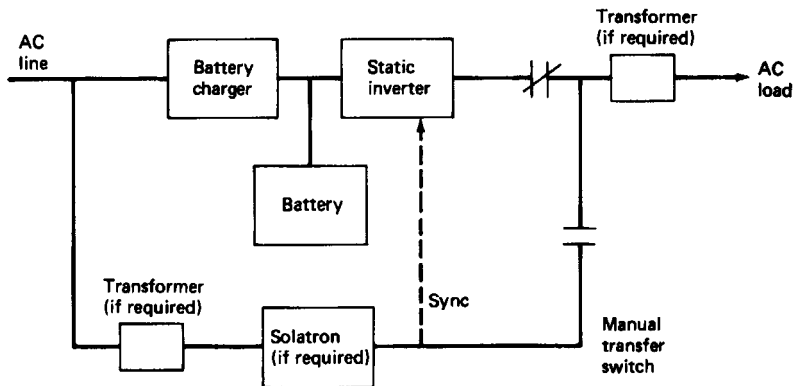 AC
line
Battery
charger
Static
inverter
Transformer
(if required)
AC
load
Battery
Transformer
(if required)
Solatron
(if required)
Sync
Manual
transfer
switch